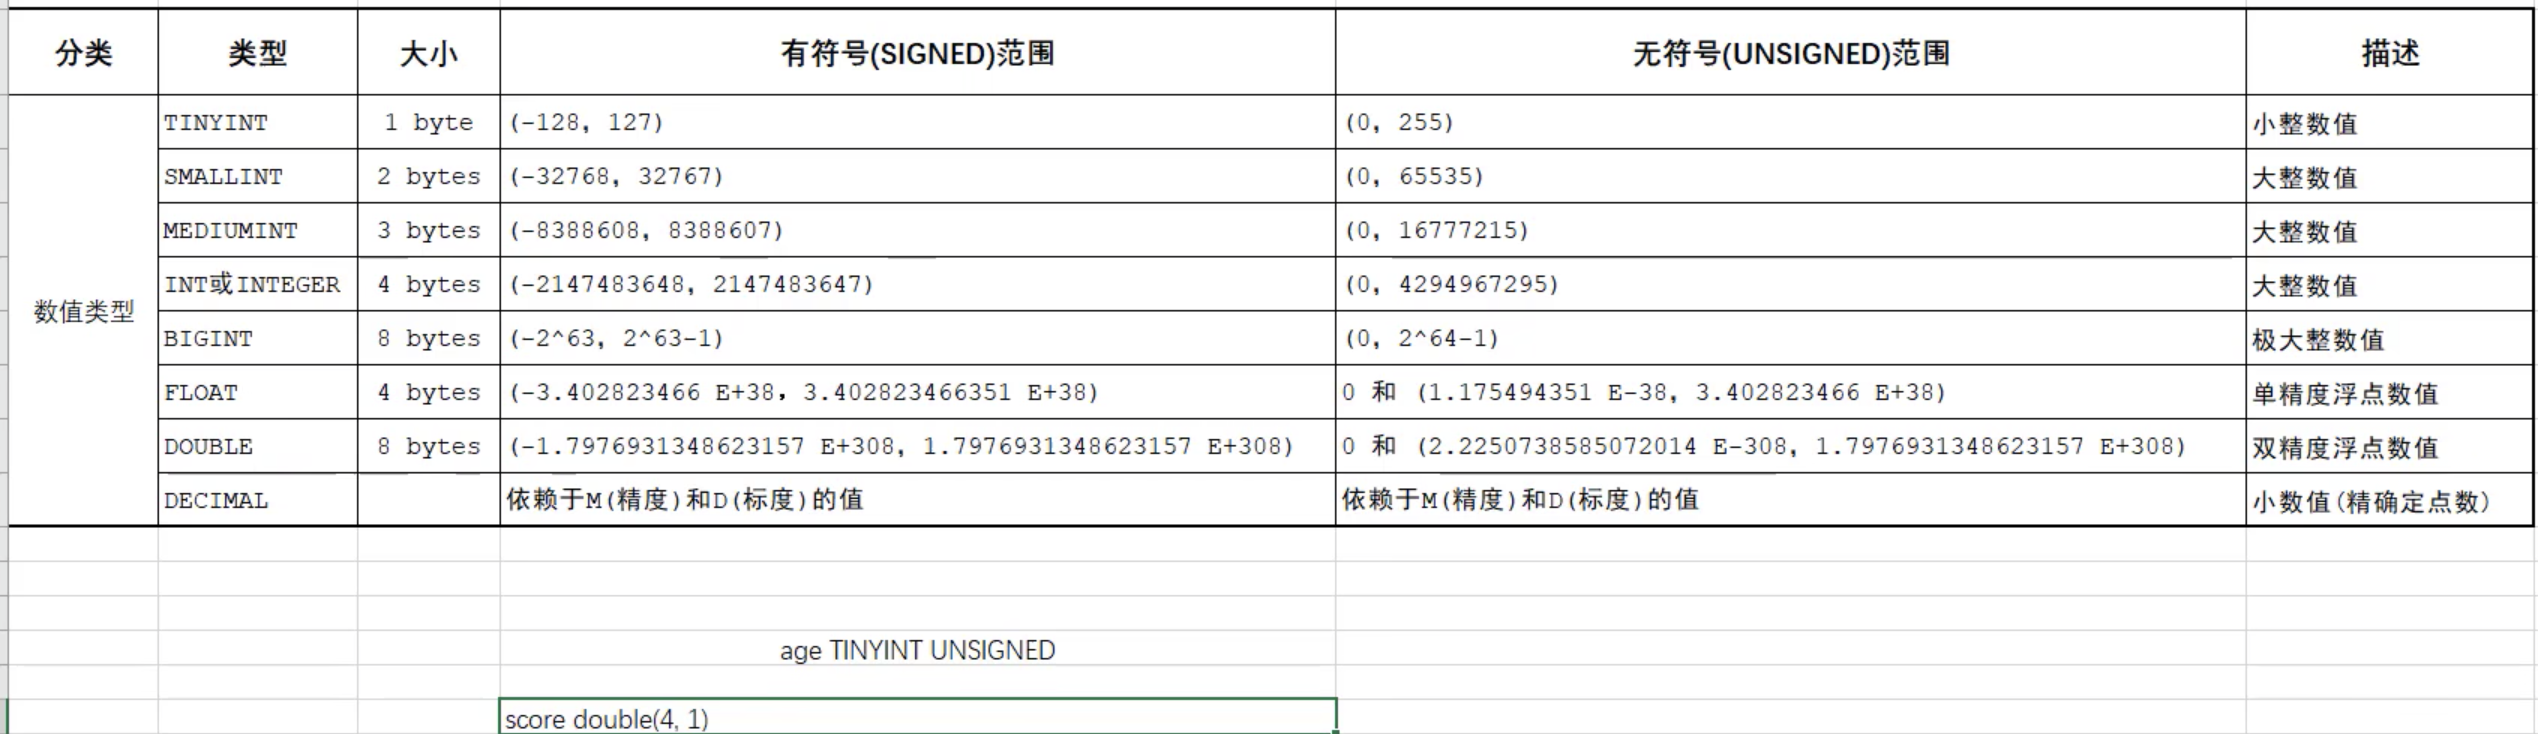 分类 类型 大小 有符号(SIGNED)范围 无符号(UNSIGNED)范围 描述
数值类型
TINYINT 1 byte (-128, 127) (0, 255) 小整数值
SMALLINT 2 bytes (-32768, 32767) (0, 65535) 大整数值
MEDIUMINT 3 bytes (-8388608, 8388607) (0, 16777215) 大整数值
INT或INTEGER 4 bytes (-2147483648, 2147483647) (0, 4294967295) 大整数值
BIGINT 8 bytes (-2^63, 2^63-1) (0, 2^64-1) 极大整数值
FLOAT 4 bytes (-3.402823466 E+38, 3.402823466351 E+38) 0 和 (1.175494351 E-38, 3.402823466 E+38) 单精度浮点数值
DOUBLE 8 bytes (-1.7976931348623157 E+308, 1.7976931348623157 E+308) 0 和 (2.2250738585072014 E-308, 1.7976931348623157 E+308) 双精度浮点数值
DECIMAL 依赖于M(精度)和D(标度)的值 依赖于M(精度)和D(标度)的值 小数值(精确定点数)
age TINYINT UNSIGNED
score double(4, 1)